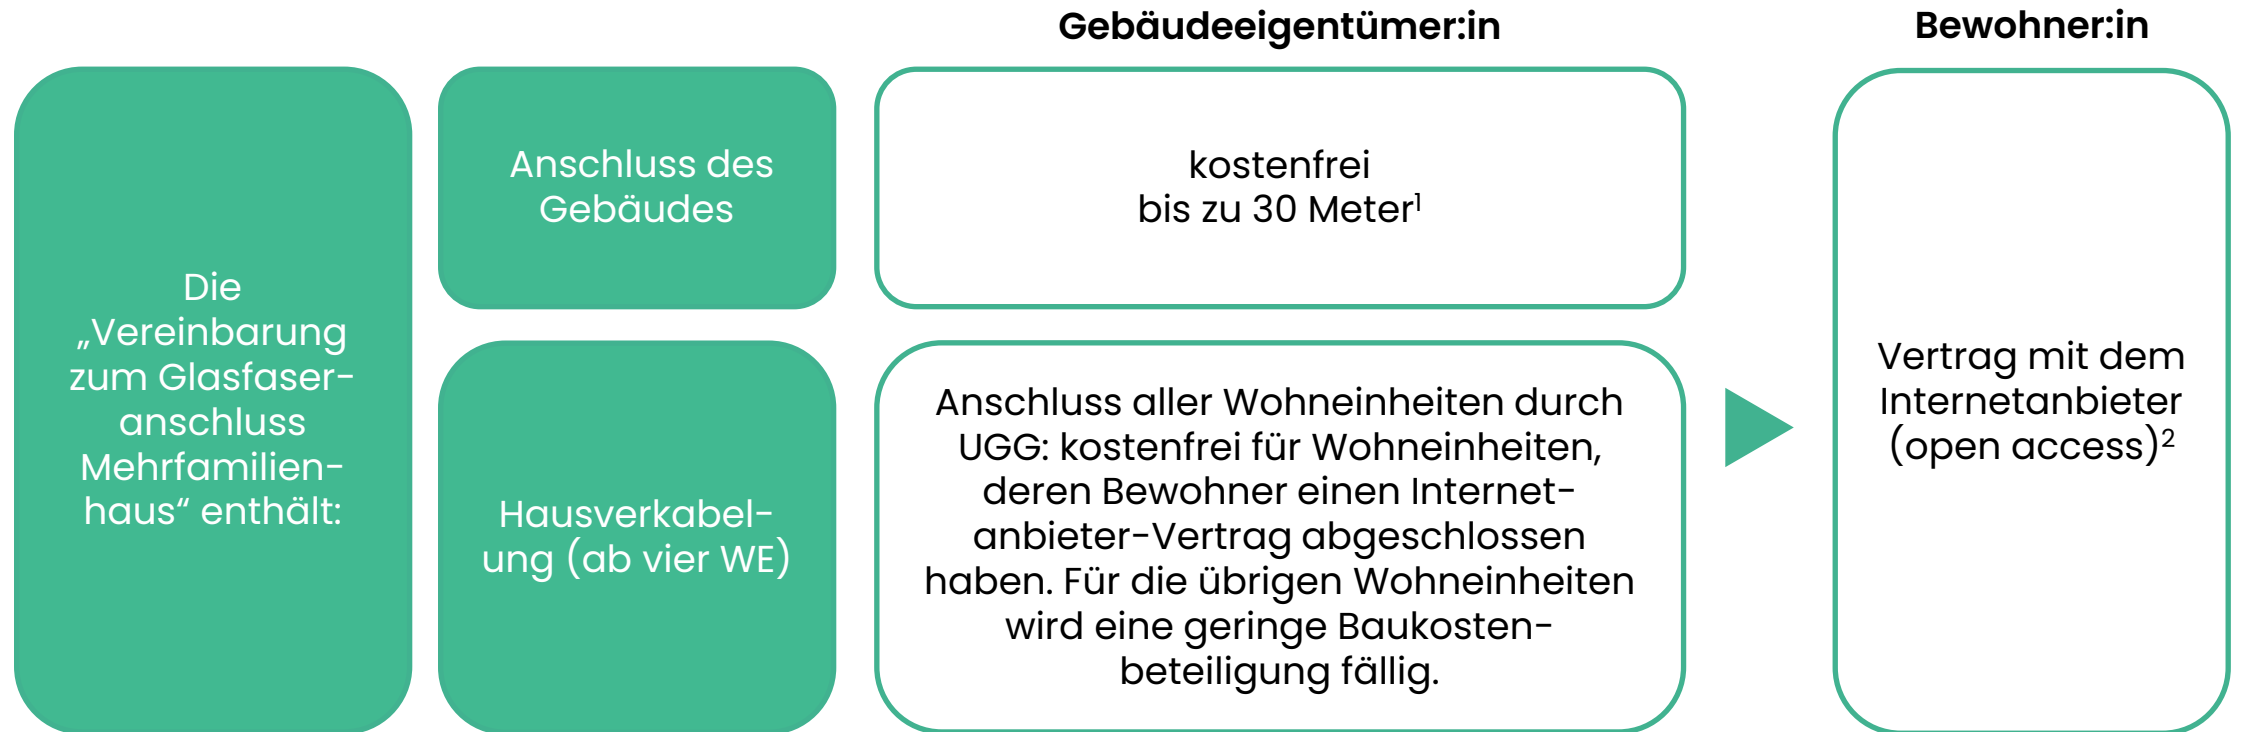 Gebäudeeigentümer:in
Bewohner:in
Die
„Vereinbarung
zum Glasfaser-
anschluss
Mehrfamilien-
haus“ enthält:
Anschluss des
Gebäudes
kostenfrei
bis zu 30 Meter¹
Hausverkabel-
ung (ab vier WE)
Anschluss aller Wohneinheiten durch
UGG: kostenfrei für Wohneinheiten,
deren Bewohner einen Internet-
anbieter-Vertrag abgeschlossen
haben. Für die übrigen Wohneinheiten
wird eine geringe Baukosten-
beteiligung fällig.
Vertrag mit dem
Internetanbieter
(open access)²